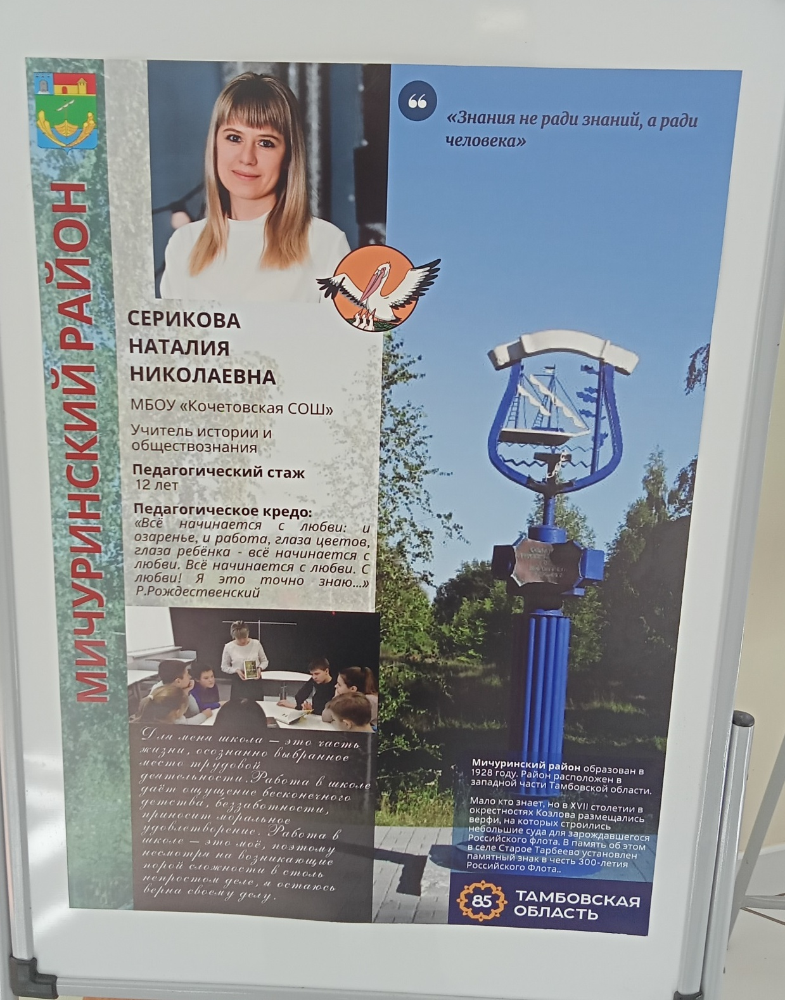 МИЧУРИНСКИЙ РАЙОН
«Знания не ради знаний, а ради
человека»
СЕРИКОВА
НАТАЛИЯ
НИКОЛАЕВНА
МБОУ «Кочетовская СОШ»
Учитель истории и
обществознания
Педагогический стаж
12 лет
Педагогическое кредо:
«Всё начинается с любви: и
озаренье, и работа, глаза цветов,
глаза ребёнка - всё начинается с
любви. Всё начинается с любви. С
любви! Я это точно знаю...»
Р.Рождественский
Для меня школа – это часть
жизни, осознанно выбранное
место трудовой
деятельности.Работа в школе
даёт ощущение бесконечного
детства, беззаботности,
приносит моральное
удовлетворение. Работа в
школе – это моё, поэтому
несмотря на возникающие
порой сложности в столь
непростом деле, я остаюсь
верна своему делу.
Мичуринский район образован в
1928 году. Район расположен в
западной части Тамбовской области.
Мало кто знает, но в XVII столетии в
окрестностях Козлова размещались
верфи, на которых строились
небольшие суда для зарождавшегося
Российского флота. В память об этом
в селе Старое Тарбеево установлен
памятный знак в честь 300-летия
Российского Флота..
85
ТАМБОВСКАЯ
ОБЛАСТЬ